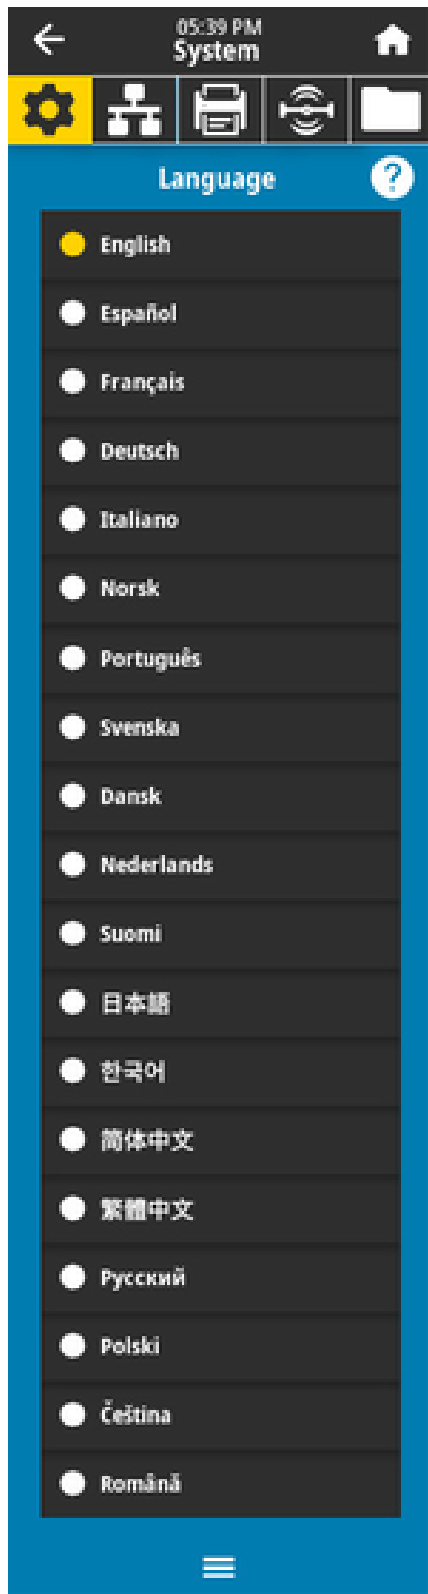 05:39 PM
System
Language
?
English
Español
Français
Deutsch
Italiano
Norsk
Português
Svenska
Dansk
Nederlands
Suomi
日本語
한국어
简体中文
繁體中文
Русский
Polski
Čeština
Română